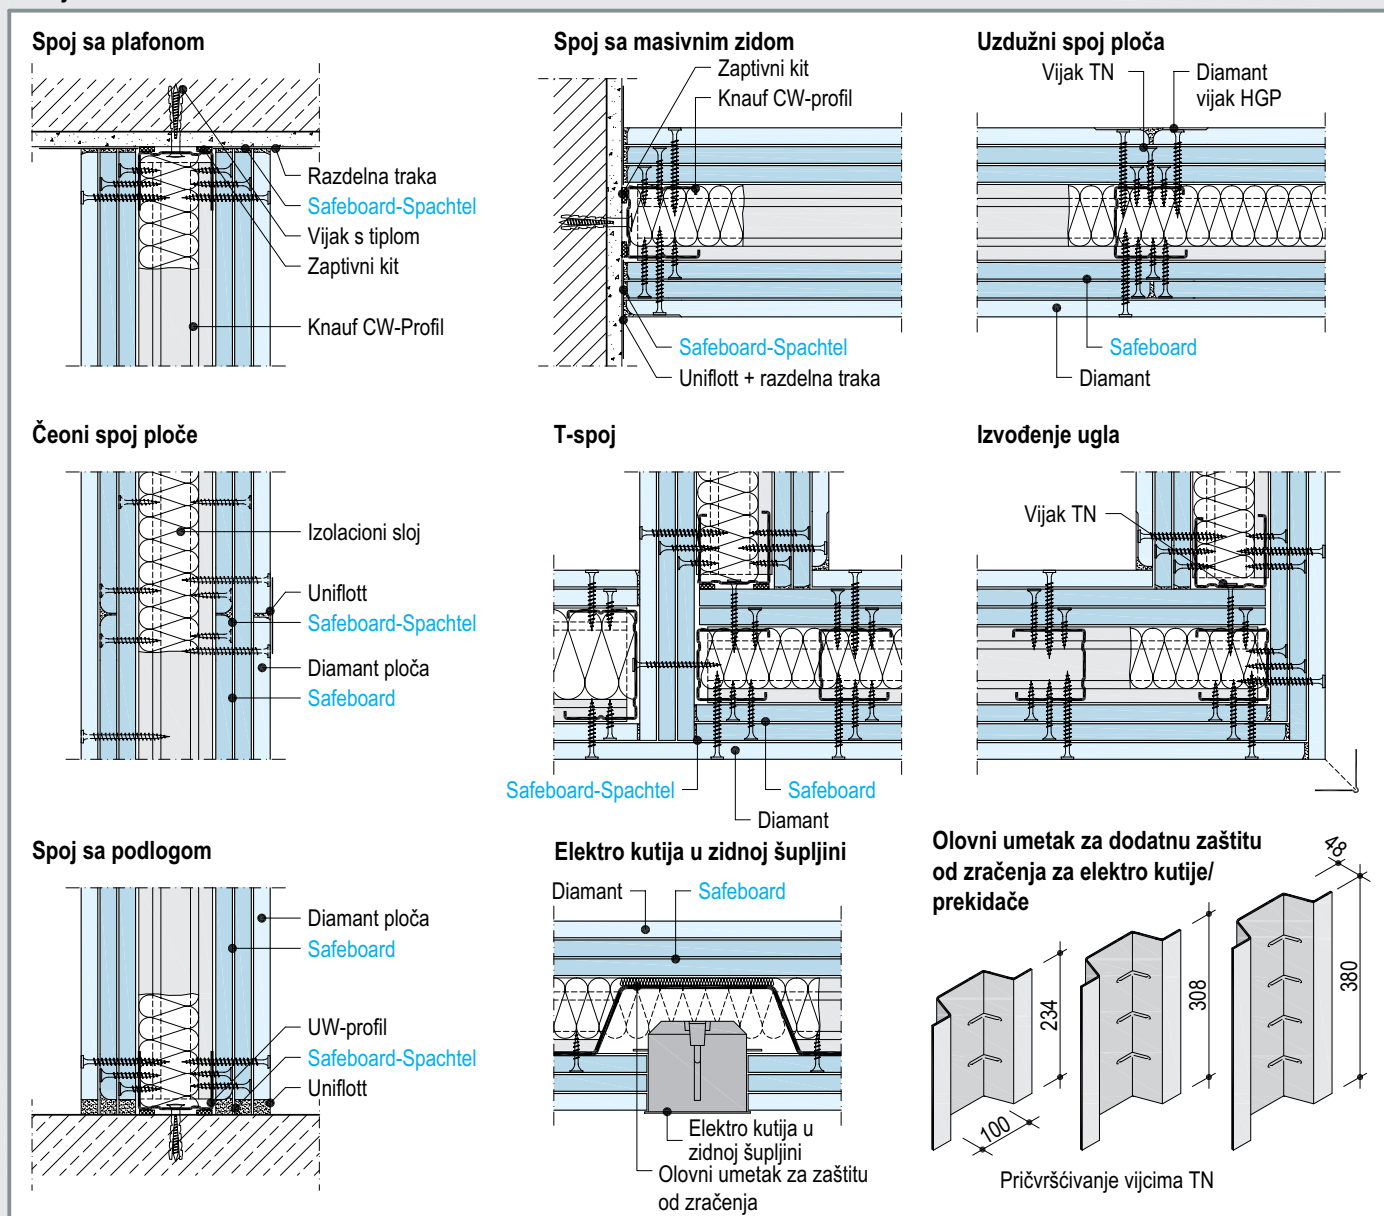 Spoj sa plafonom
Razdelna traka
Safeboard-Spachtel
Vijak s tiplom
Zaptivni kit
Knauf CW-Profil
Spoj sa masivnim zidom
Zaptivni kit
Knauf CW-profil
Safeboard-Spachtel
Uniflott + razdelna traka
Uzdužni spoj ploča
Vijak TN
Diamant
vijak HGP
Safeboard
Diamant
Čeoni spoj ploče
Izolacioni sloj
Uniflott
Safeboard-Spachtel
Diamant ploča
Safeboard
T-spoj
Safeboard-Spachtel
Safeboard
Diamant
Izvođenje ugla
Vijak TN
Spoj sa podlogom
Diamant ploča
Safeboard
UW-profil
Safeboard-Spachtel
Uniflott
Elektro kutija u zidnoj šupljini
Diamant
Safeboard
Elektro kutija u
zidnoj šupljini
Olovni umetak za zaštitu
od zračenja
Olovni umetak za dodatnu zaštitu
od zračenja za elektro kutije/
prekidače
48
234
308
380
100
Pričvršćivanje vijcima TN